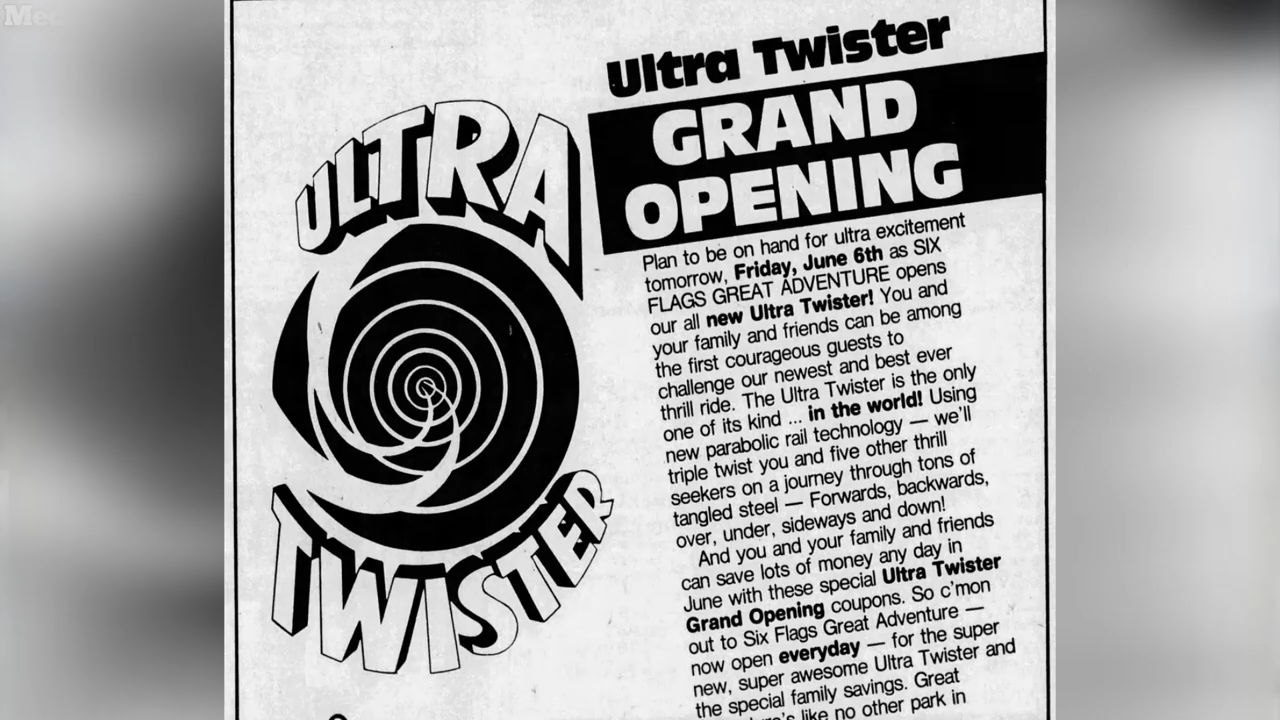 ULTRA
TWISTER
Ultra Twister
GRAND
OPENING
Plan to be on hand for ultra excitement
tomorrow, Friday, June 6th as SIX
FLAGS GREAT ADVENTURE opens
our all new Ultra Twister! You and
your family and friends can be among
the first courageous guests to
challenge our newest and best ever
thrill ride. The Ultra Twister is the only
one of its kind ... in the world! Using
new parabolic rail technology — we'll
triple twist you and five other thrill
seekers on a journey through tons of
tangled steel — Forwards, backwards,
over, under, sideways and down!
And you and your family and friends
can save lots of money any day in
June with these special Ultra Twister
Grand Opening coupons. So c'mon
out to Six Flags Great Adventure —
now open everyday — for the super
new, super awesome Ultra Twister and
the special family savings. Great
like no other park in